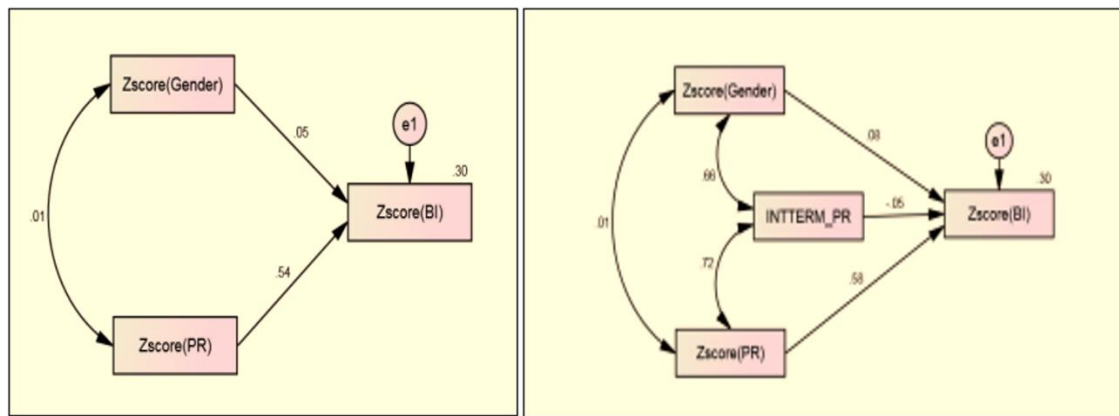 Zscore(Gender)
.05
e1
.30
Zscore(BI)
.01
.54
Zscore(PR)
Zscore(Gender)
.08
e1
.66
.30
INTTERM_PR
-.05
Zscore(BI)
.01
.72
.58
Zscore(PR)